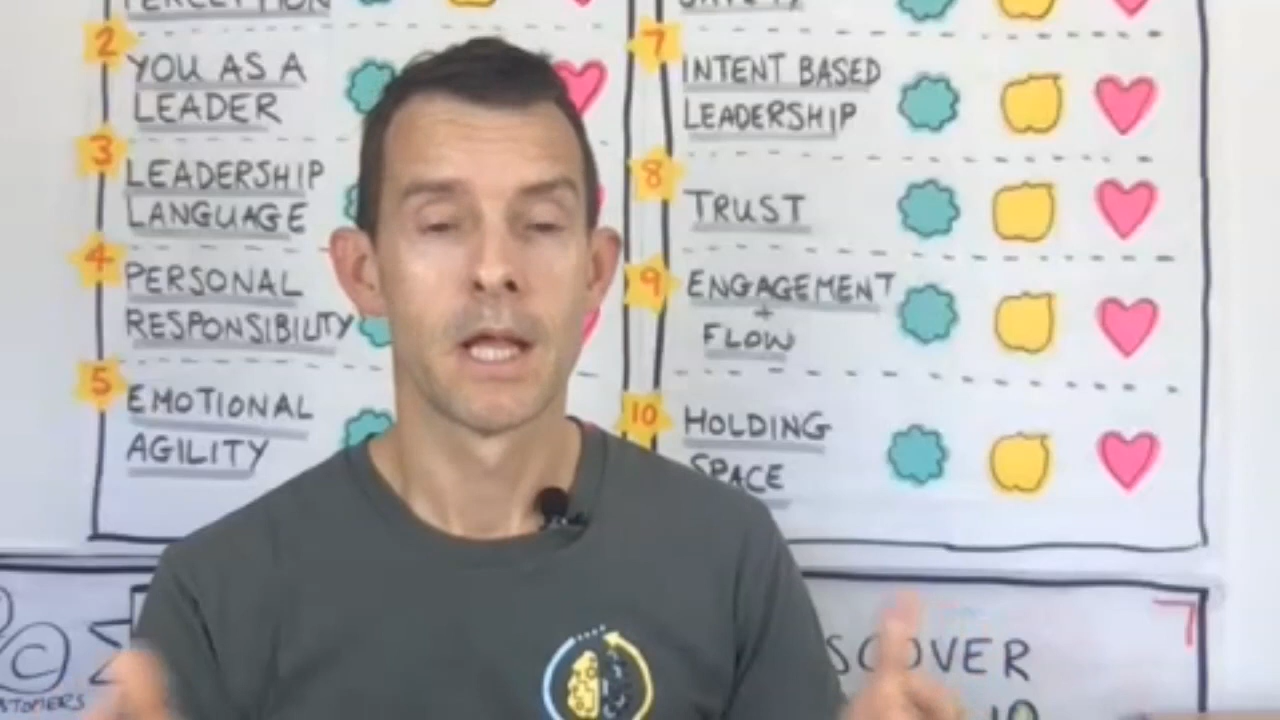 PERCEPTION
2
YOU AS A
LEADER
3
LEADERSHIP
LANGUAGE
4
PERSONAL
RESPONSIBILITY
5
EMOTIONAL
AGILITY
7
INTENT BASED
LEADERSHIP
8
TRUST
9
ENGAGEMENT
+
FLOW
10
HOLDING
SPACE
7